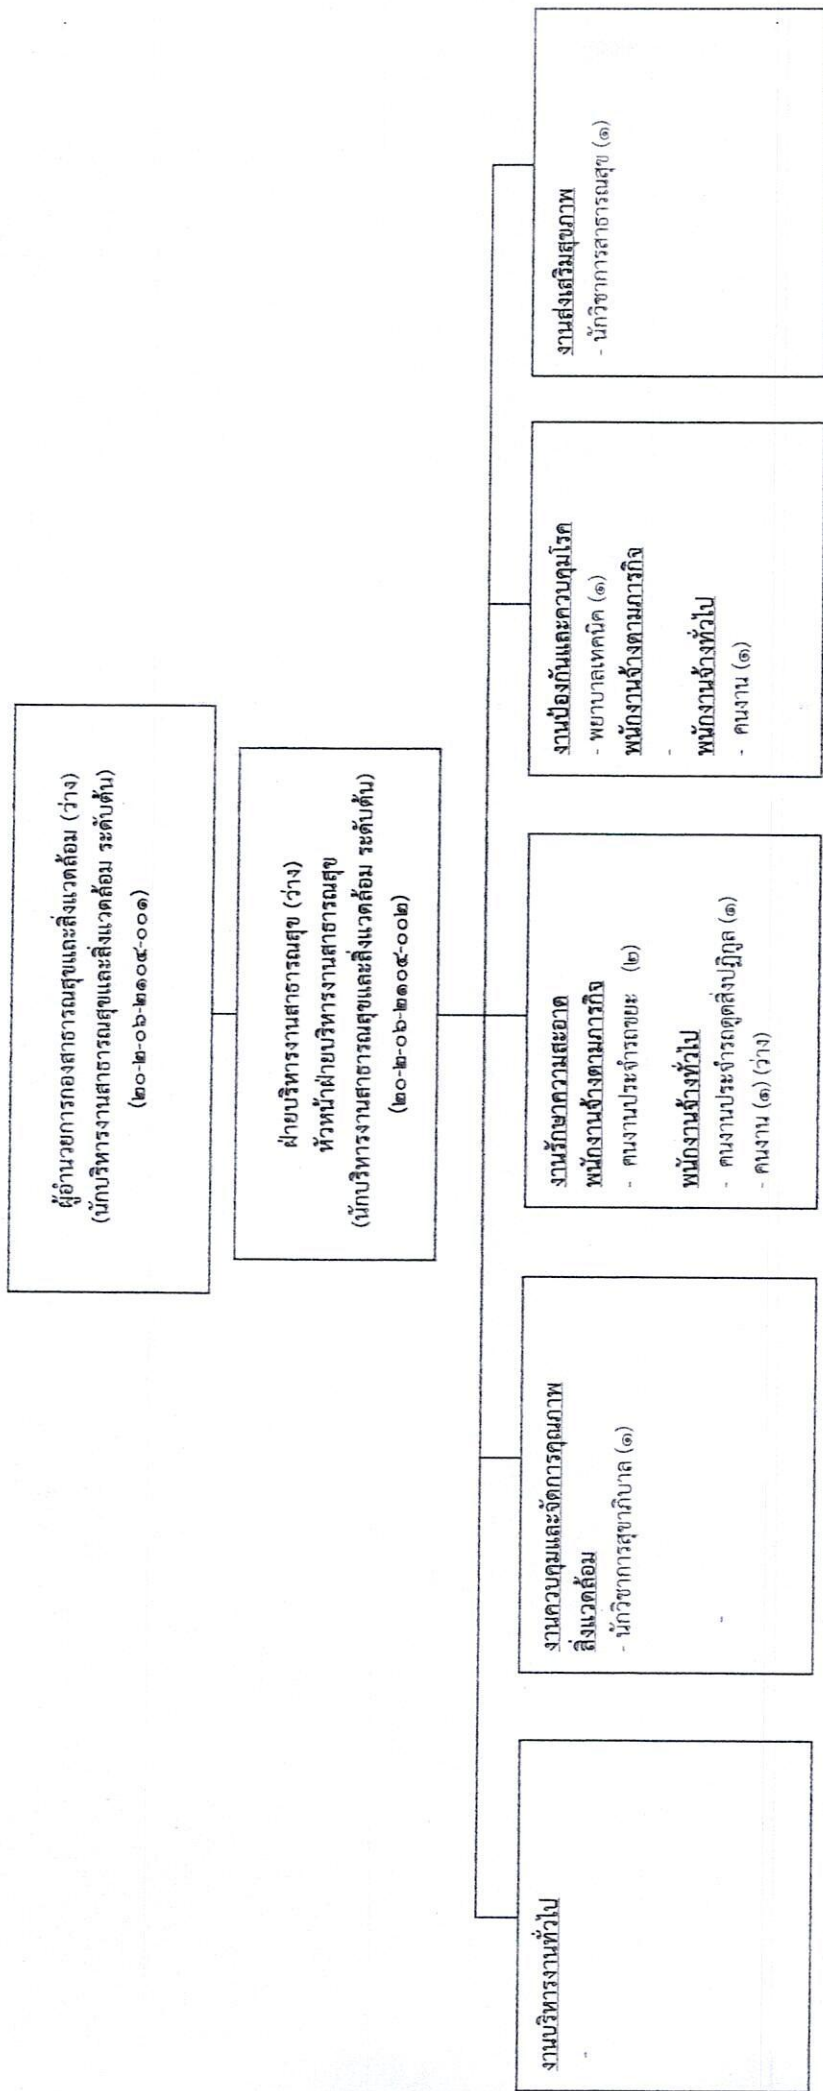 ผู้อำนวยการกองสาธารณสุขและสิ่งแวดล้อม (ว่าง)
(นักบริหารงานสาธารณสุขและสิ่งแวดล้อม ระดับต้น)
(๒๐-๒-๐๖-๒๑๐๔-๐๐๑)
ฝ่ายบริหารงานสาธารณสุข (ว่าง)
หัวหน้าฝ่ายบริหารงานสาธารณสุข
(นักบริหารงานสาธารณสุขและสิ่งแวดล้อม ระดับต้น)
(๒๐-๒-๐๖-๒๑๐๔-๐๐๒)
งานบริหารงานทั่วไป
-
งานควบคุมและจัดการคุณภาพ
สิ่งแวดล้อม
- นักวิชาการสุขาภิบาล (๑)
-
งานรักษาความสะอาด
พนักงานจ้างตามภารกิจ
- คนงานประจำรถขยะ (๒)
พนักงานจ้างทั่วไป
- คนงานประจำรถดูดสิ่งปฏิกูล (๑)
- คนงาน (๑) (ว่าง)
งานป้องกันและควบคุมโรค
- พยาบาลเทคนิค (๑)
พนักงานจ้างตามภารกิจ
-
พนักงานจ้างทั่วไป
- คนงาน (๑)
งานส่งเสริมสุขภาพ
- นักวิชาการสาธารณสุข (๑)